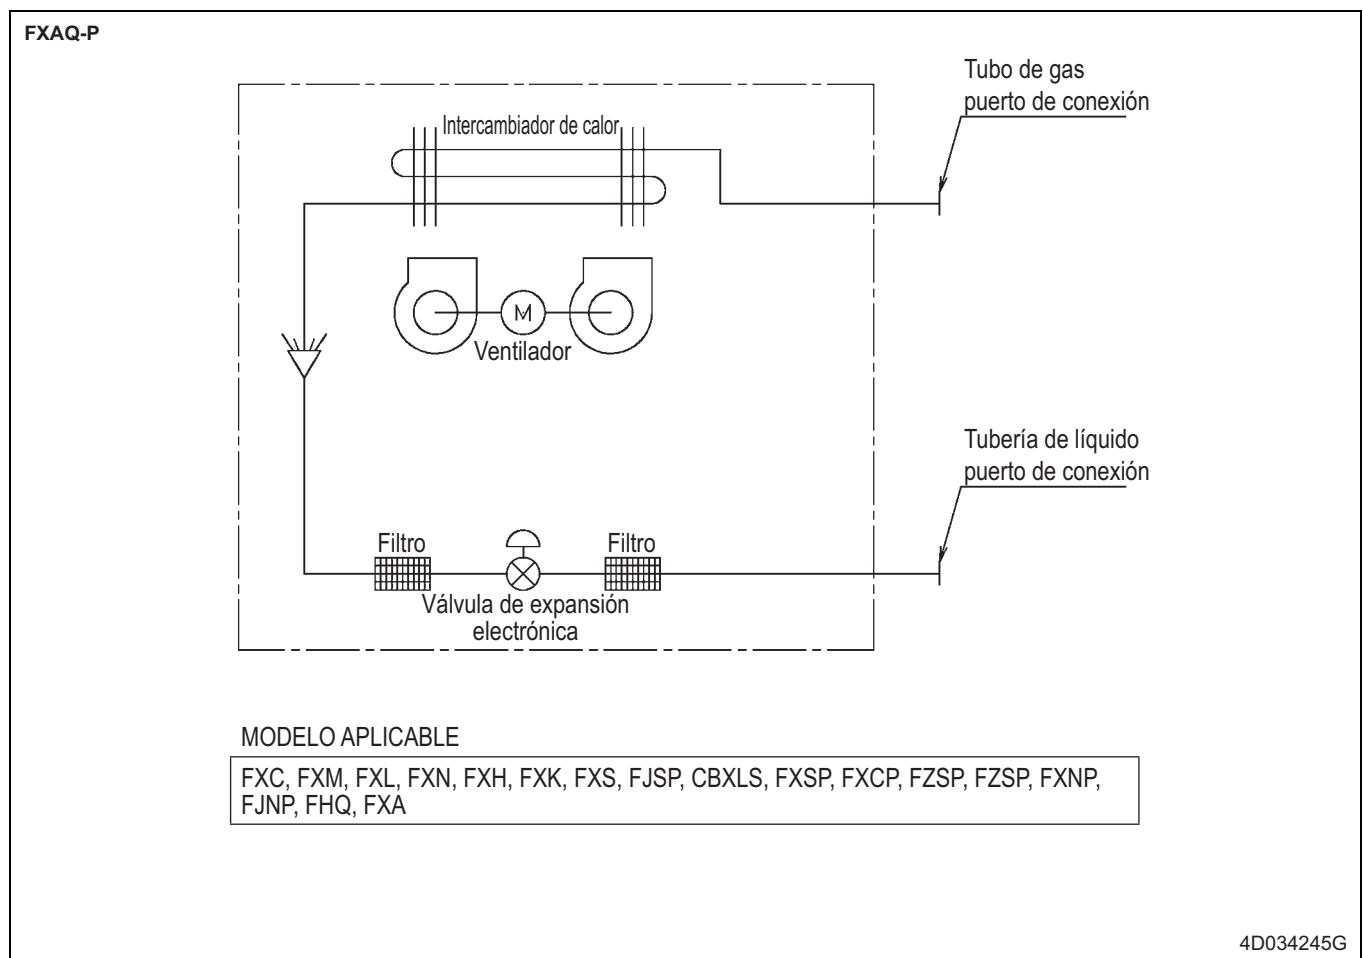 FXAQ-P
Tubo de gas
puerto de conexión
Intercambiador de calor
M
Ventilador
Tubería de líquido
puerto de conexión
Filtro
Filtro
Válvula de expansión
electrónica
MODELO APLICABLE
FXC, FXM, FXL, FXN, FXH, FXK, FXS, FJSP, CBXLS, FXSP, FXCP, FZSP, FZSP, FXNP,
FJNP, FHQ, FXA
4D034245G